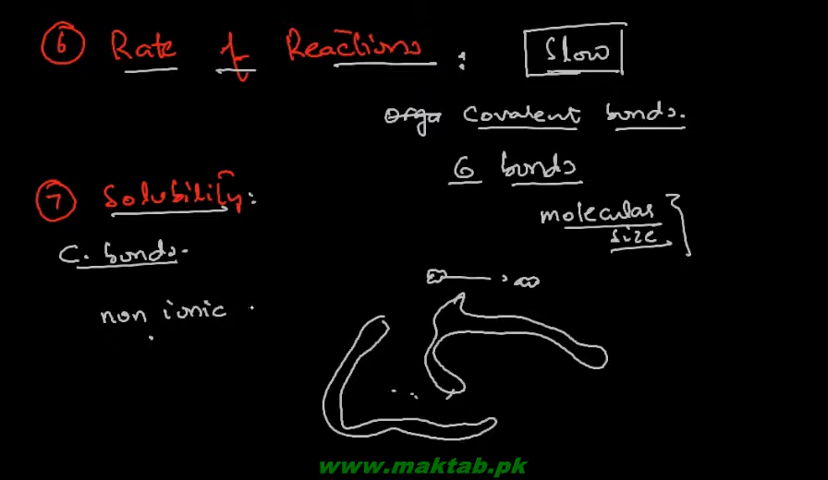 ⑥ Rate of Reactions : Slow
Orga covalent bonds.
6 bonds
⑦ Solubility:
molecular
size
C. bonds.
non ionic
www.maktab.pk